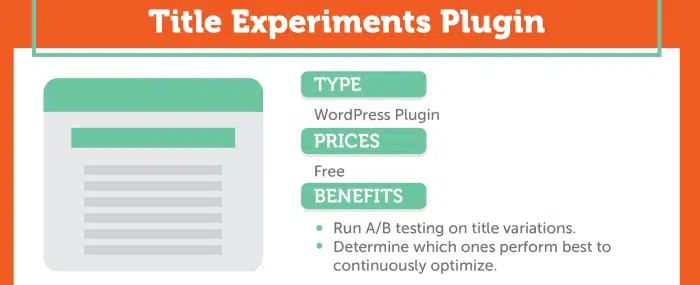 Title Experiments Plugin
TYPE
WordPress Plugin
PRICES
Free
BENEFITS
• Run A/B testing on title variations.
• Determine which ones perform best to
continuously optimize.